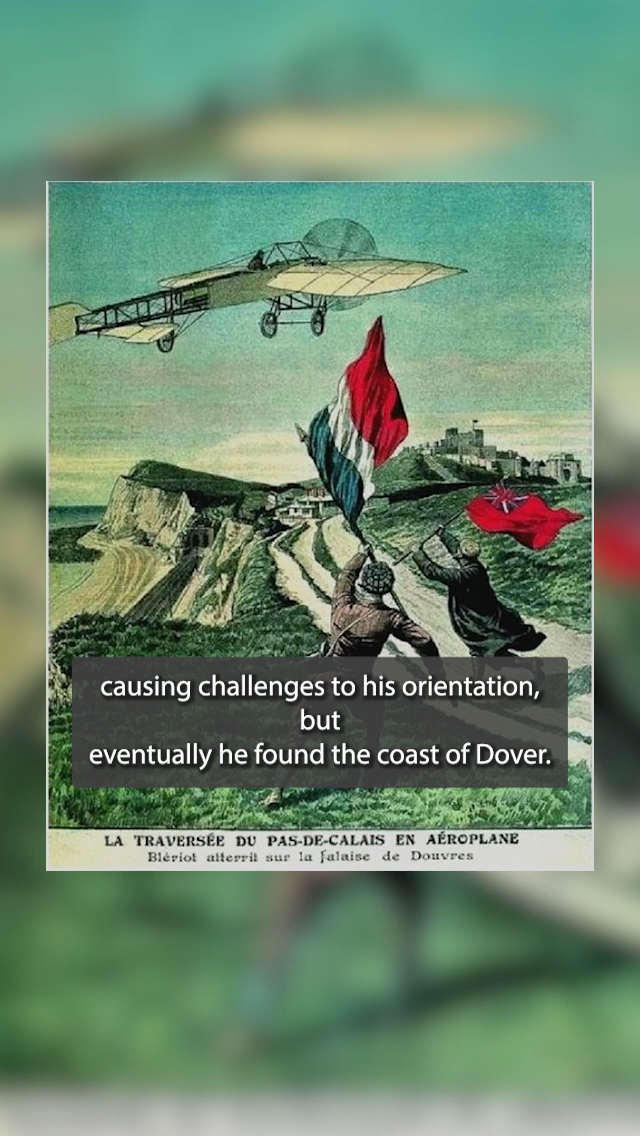 causing challenges to his orientation,
but
eventually he found the coast of Dover.
LA TRAVERSÉE DU PAS-DE-CALAIS EN AÉROPLANE
Blériot atterrit sur la falaise de Douvres